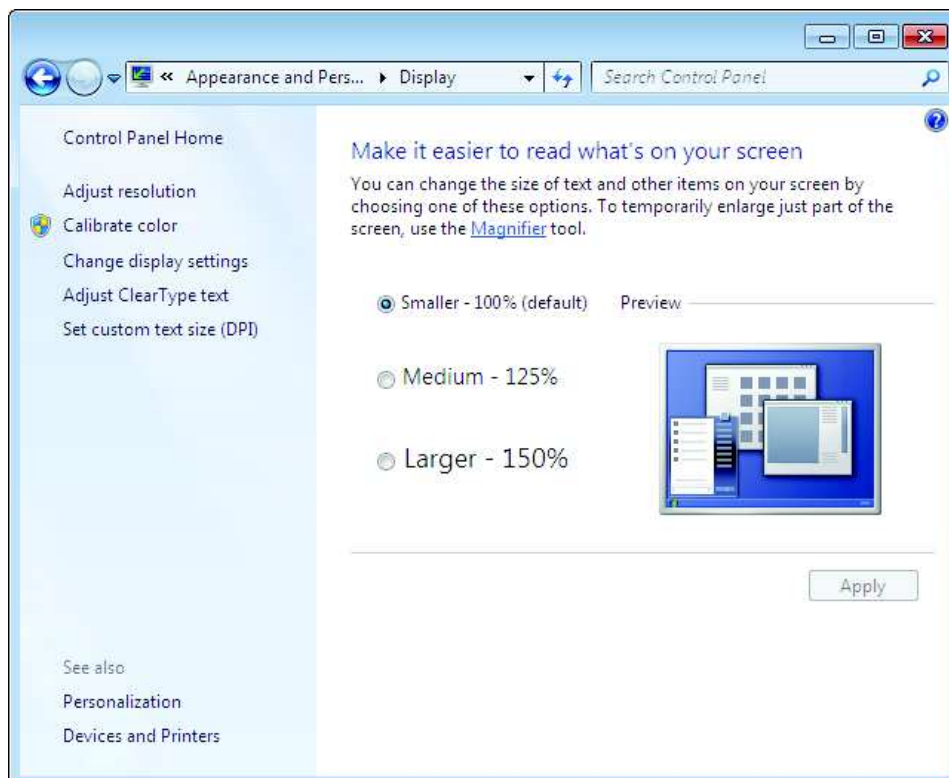 « Appearance and Pers... Display Search Control Panel
Control Panel Home
Adjust resolution
Calibrate color
Change display settings
Adjust ClearType text
Set custom text size (DPI)
See also
Personalization
Devices and Printers
Make it easier to read what's on your screen
You can change the size of text and other items on your screen by
choosing one of these options. To temporarily enlarge just part of the
screen, use the Magnifier tool.
Smaller - 100% (default) Preview
Medium - 125%
Larger - 150%
Apply